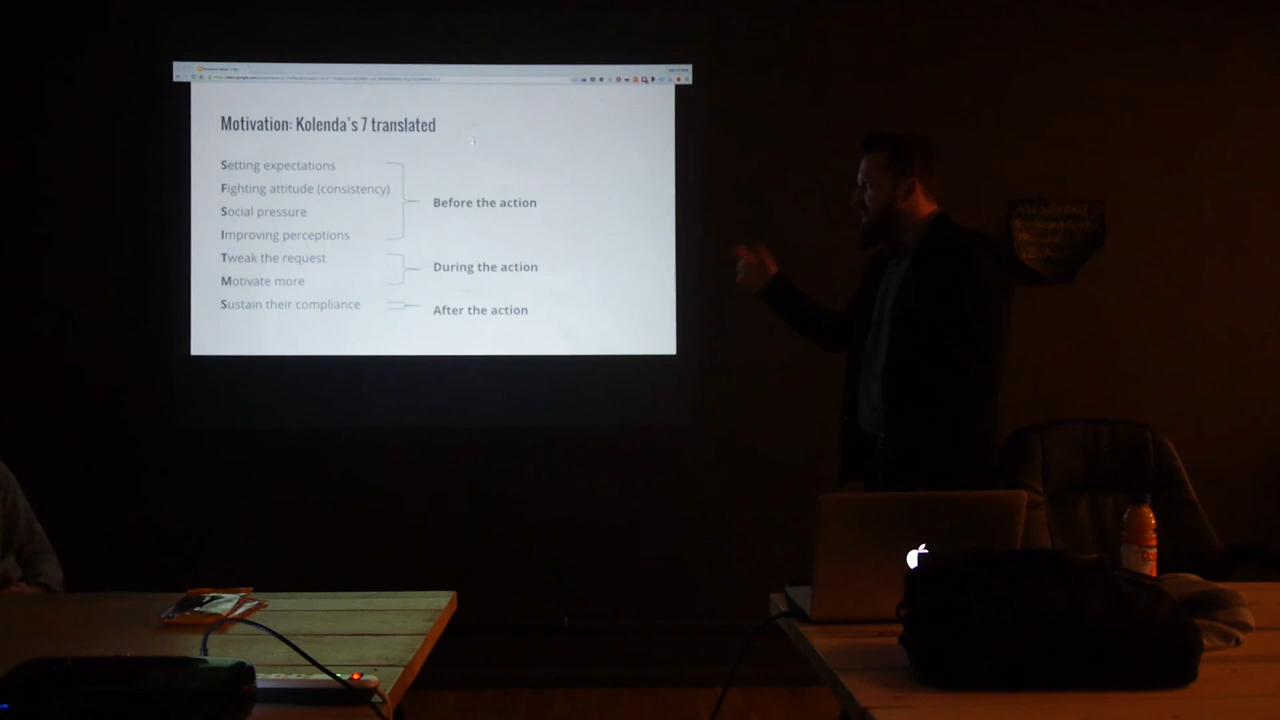 Motivation: Kolenda's 7 translated
Setting expectations
Fighting attitude (consistency)
Social pressure
Improving perceptions
Before the action
Tweak the request
Motivate more
During the action
Sustain their compliance
After the action